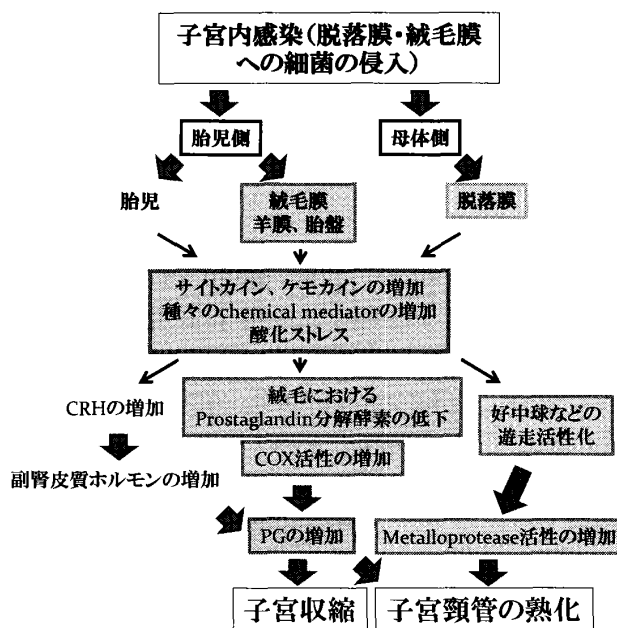 子宮内感染(脱落膜・絨毛膜
への細菌の侵入)
胎児側
母体側
胎児
絨毛膜
羊膜、胎盤
脱落膜
サイトカイン、ケモカインの増加
種々のchemical mediatorの増加
酸化ストレス
CRHの増加
絨毛における
Prostaglandin分解酵素の低下
好中球などの
遊走活性化
COX活性の増加
副腎皮質ホルモンの増加
PGの増加
Metalloprotease活性の増加
子宮収縮
子宮頸管の熟化